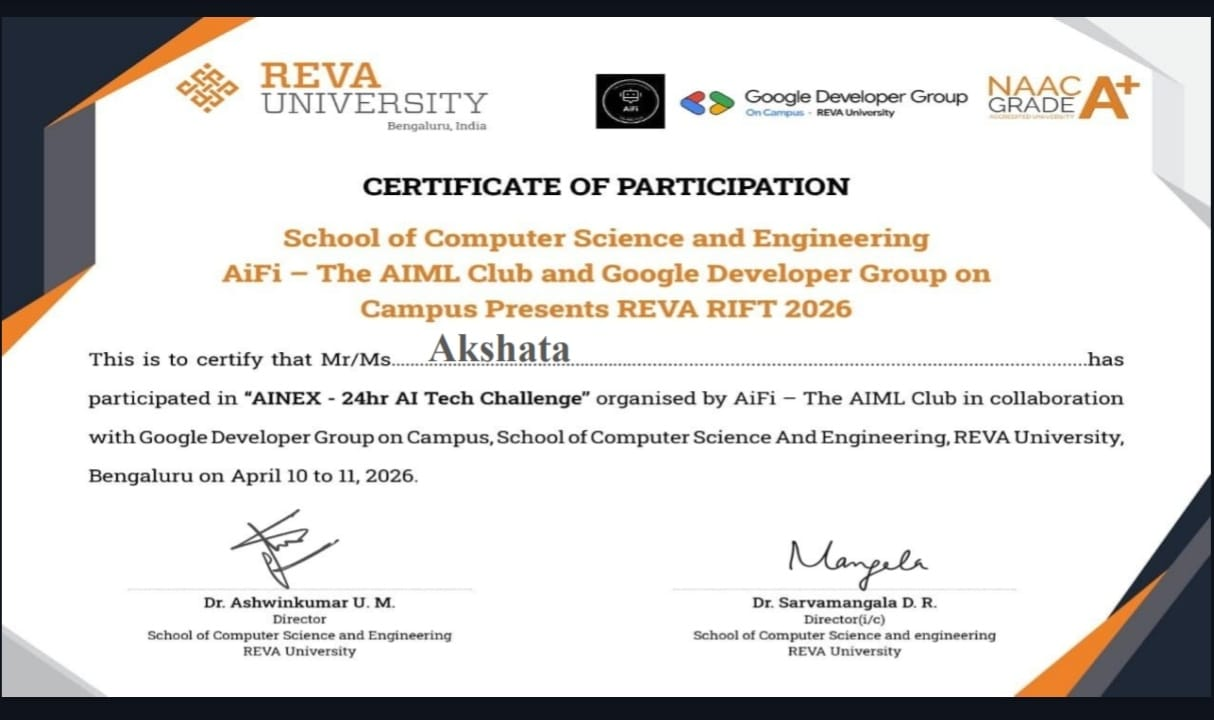 REVA
UNIVERSITY
Bengaluru, India
AiFi
Google Developer Group
On Campus - REVA University
NAAC
GRADE A+
ACCREDITED UNIVERSITY
CERTIFICATE OF PARTICIPATION
School of Computer Science and Engineering
AiFi – The AIML Club and Google Developer Group on
Campus Presents REVA RIFT 2026
This is to certify that Mr/Ms......Akshata......has
participated in "AINEX - 24hr AI Tech Challenge" organised by AiFi – The AIML Club in collaboration
with Google Developer Group on Campus, School of Computer Science And Engineering, REVA University,
Bengaluru on April 10 to 11, 2026.
Mangela
Dr. Ashwinkumar U. M.
Director
School of Computer Science and Engineering
REVA University
Dr. Sarvamangala D. R.
Director(i/c)
School of Computer Science and engineering
REVA University